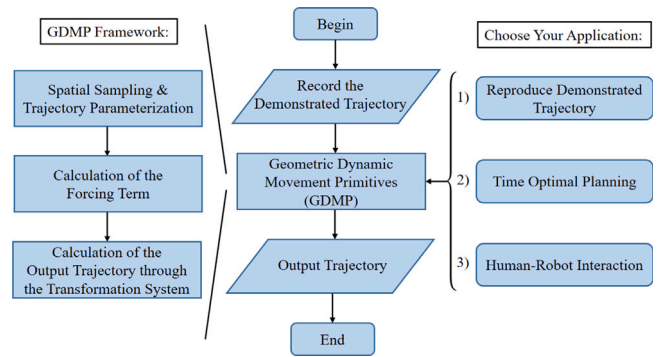 GDMP Framework:
Spatial Sampling &
Trajectory Parameterization
Calculation of the
Forcing Term
Calculation of the
Output Trajectory through
the Transformation System
Begin
Record the
Demonstrated Trajectory
Geometric Dynamic
Movement Primitives
(GDMP)
Output Trajectory
End
Choose Your Application:
1) Reproduce Demonstrated
Trajectory
2) Time Optimal Planning
3) Human-Robot Interaction